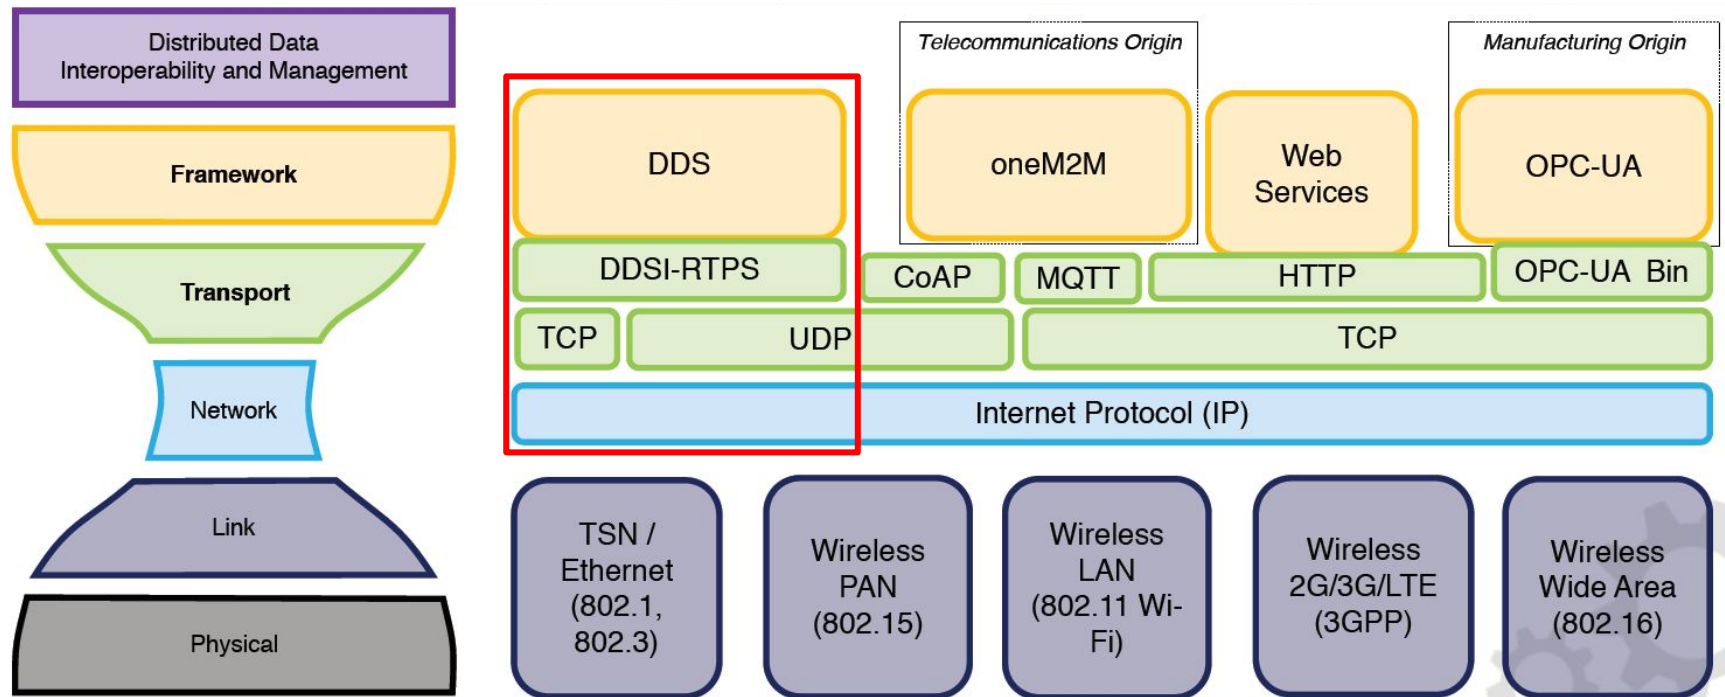 Distributed Data
Interoperability and Management
Framework
Transport
Network
Link
Physical
Telecommunications Origin
Manufacturing Origin
DDS
oneM2M
Web
Services
OPC-UA
DDSI-RTPS
CoAP
MQTT
HTTP
OPC-UA Bin
TCP
UDP
TCP
Internet Protocol (IP)
TSN /
Ethernet
(802.1,
802.3)
Wireless
PAN
(802.15)
Wireless
LAN
(802.11 Wi-
Fi)
Wireless
2G/3G/LTE
(3GPP)
Wireless
Wide Area
(802.16)